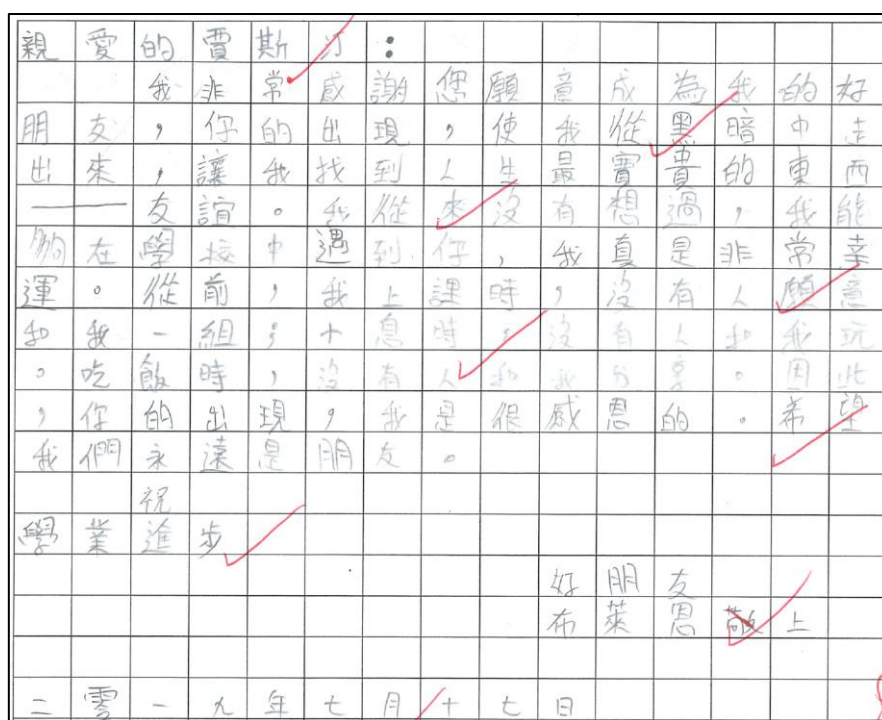 親愛的賈斯汀：
我非常感謝您願意成為我的好
朋友，你的出現，使我從黑暗中走
出來，讓我找到人生最寶貴的東西
——友誼。我從來沒有想過，我能
夠在學校中遇到你，我真是非常幸
運。從前，我上課時，沒有人願意
和我一組；小息時，沒有人和我玩
。吃飯時，沒有人和我分享。因此
，你的出現，我是很感恩的。希望
我們永遠是朋友。
祝
學業進步
好朋友
布萊恩敬上
二零一九年七月十七日